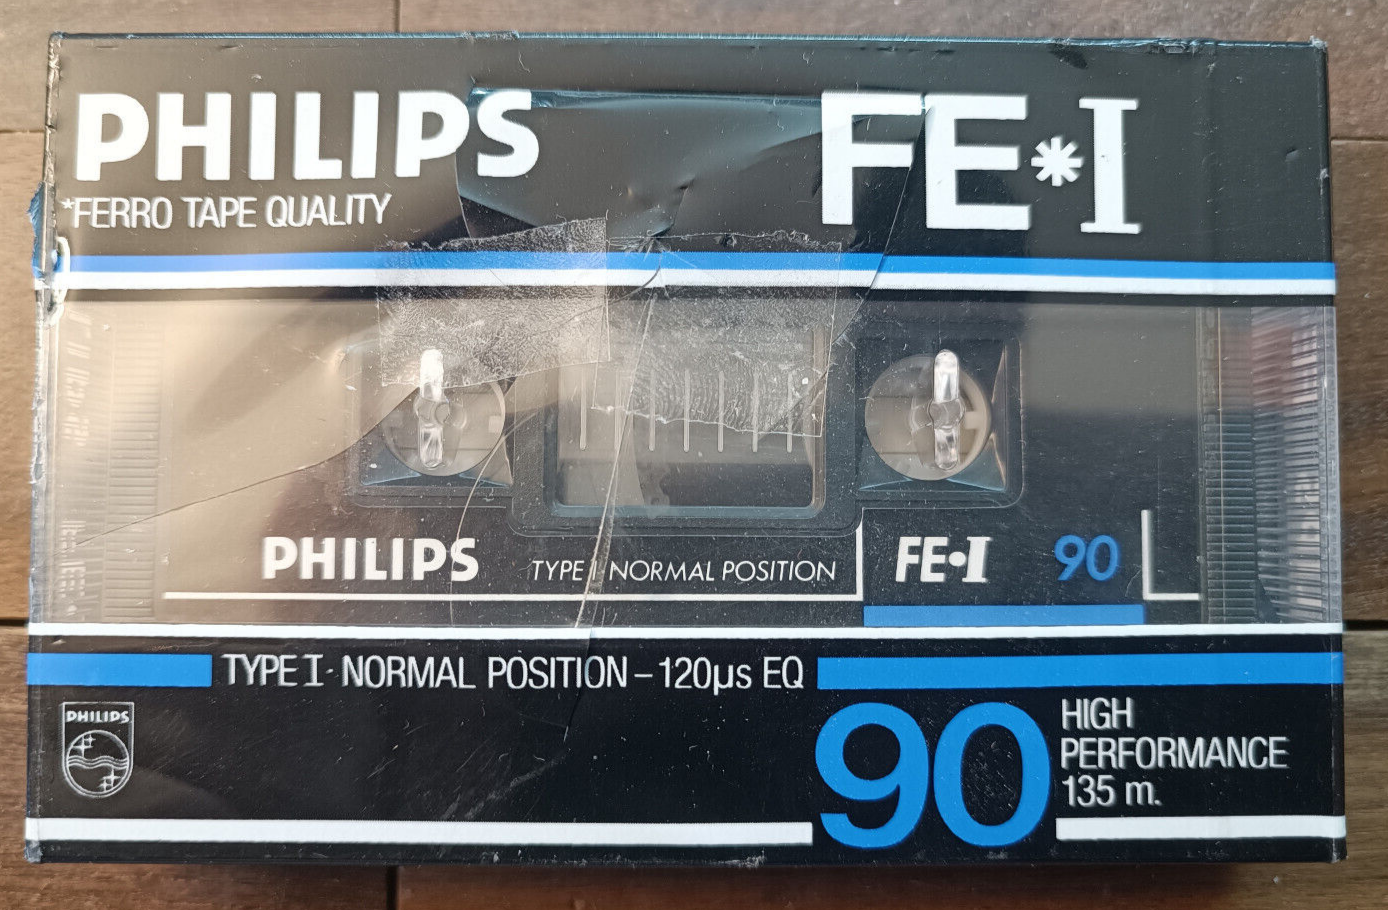 PHILIPS
FE*I
*FERRO TAPE QUALITY
PHILIPS
TYPE I NORMAL POSITION
FE•I
90
TYPE I · NORMAL POSITION – 120µs EQ
PHILIPS
90
HIGH
PERFORMANCE
135 m.